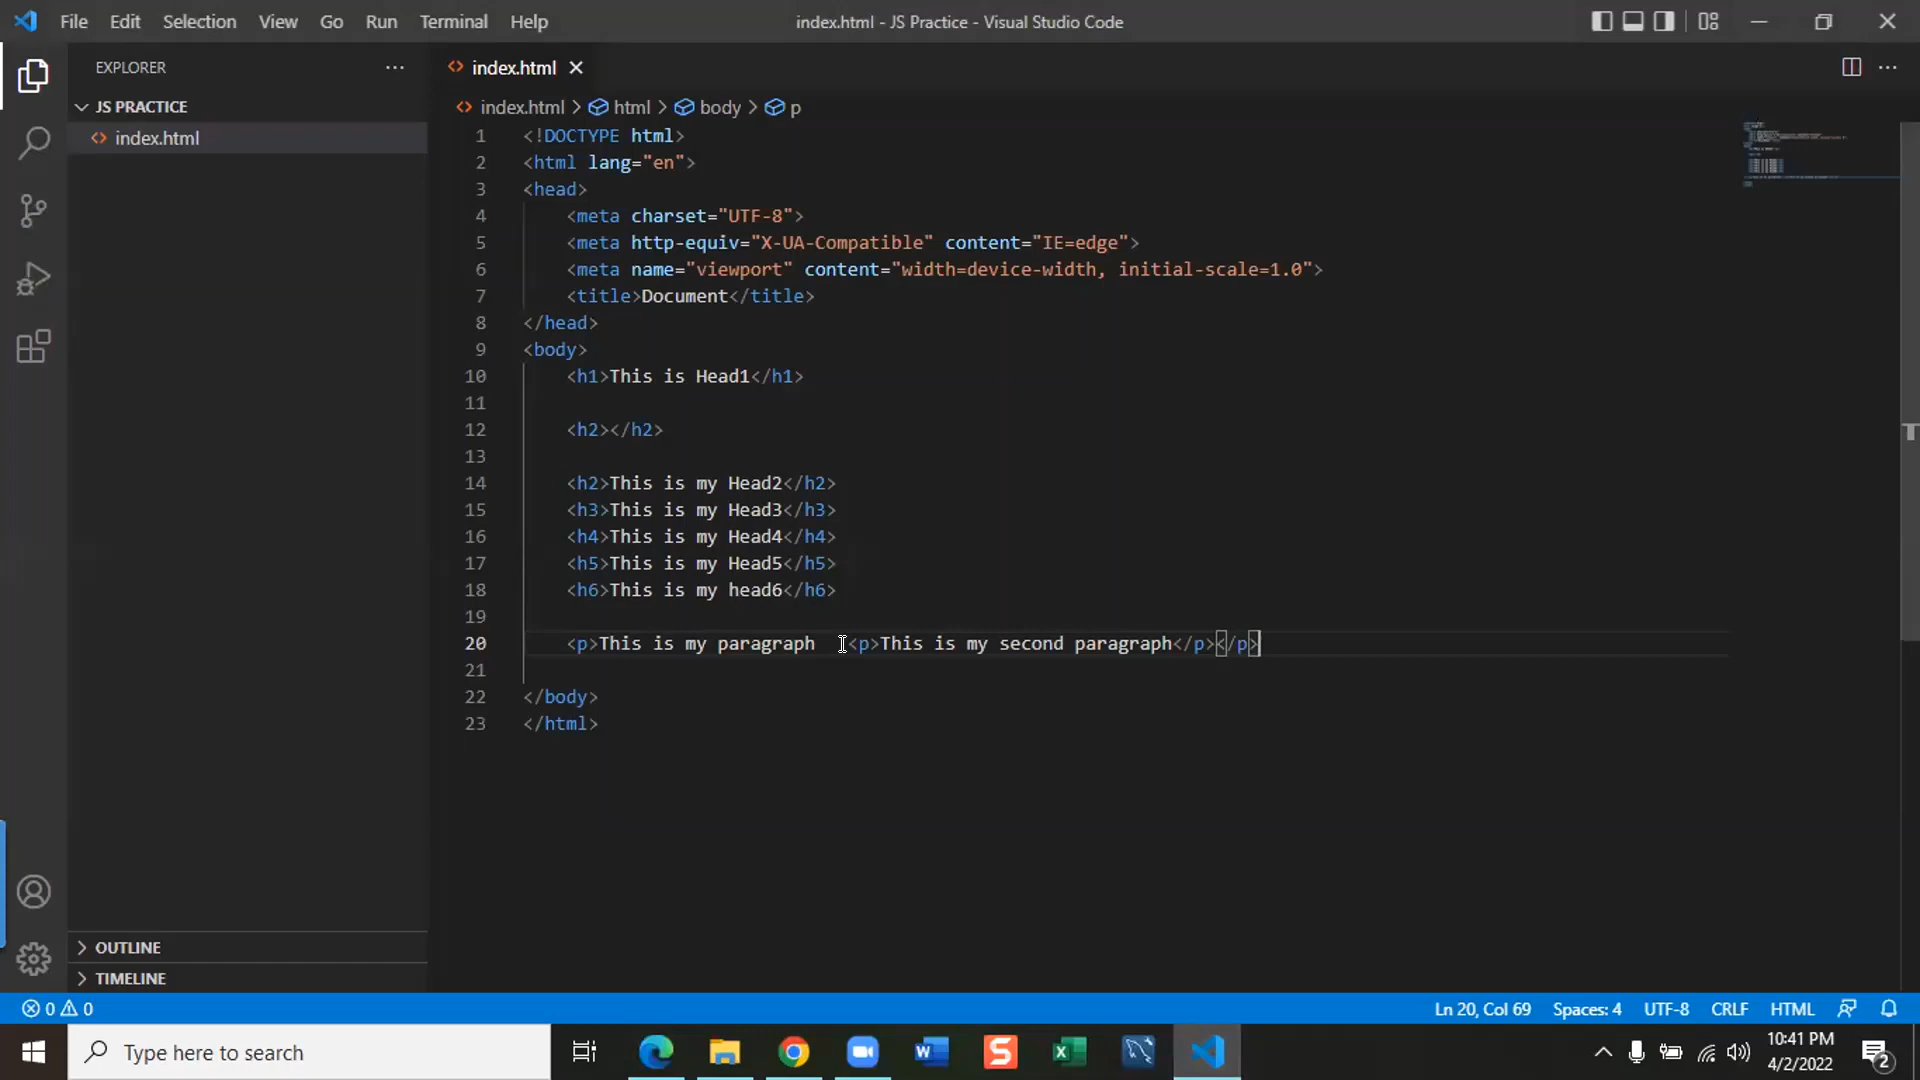 File Edit Selection View Go Run Terminal Help
index.html - JS Practice - Visual Studio Code
EXPLORER
index.html
JS PRACTICE
index.html
index.html > html > body > p
1 <!DOCTYPE html>
2 <html lang="en">
3 <head>
4 <meta charset="UTF-8">
5 <meta http-equiv="X-UA-Compatible" content="IE=edge">
6 <meta name="viewport" content="width=device-width, initial-scale=1.0">
7 <title>Document</title>
8 </head>
9 <body>
10 <h1>This is Head1</h1>
11
12 <h2></h2>
13
14 <h2>This is my Head2</h2>
15 <h3>This is my Head3</h3>
16 <h4>This is my Head4</h4>
17 <h5>This is my Head5</h5>
18 <h6>This is my head6</h6>
19
20 <p>This is my paragraph <p>This is my second paragraph</p></p>
21
22 </body>
23 </html>
OUTLINE
TIMELINE
0 0
Ln 20, Col 69 Spaces: 4 UTF-8 CRLF HTML
Type here to search
10:41 PM
4/2/2022
2